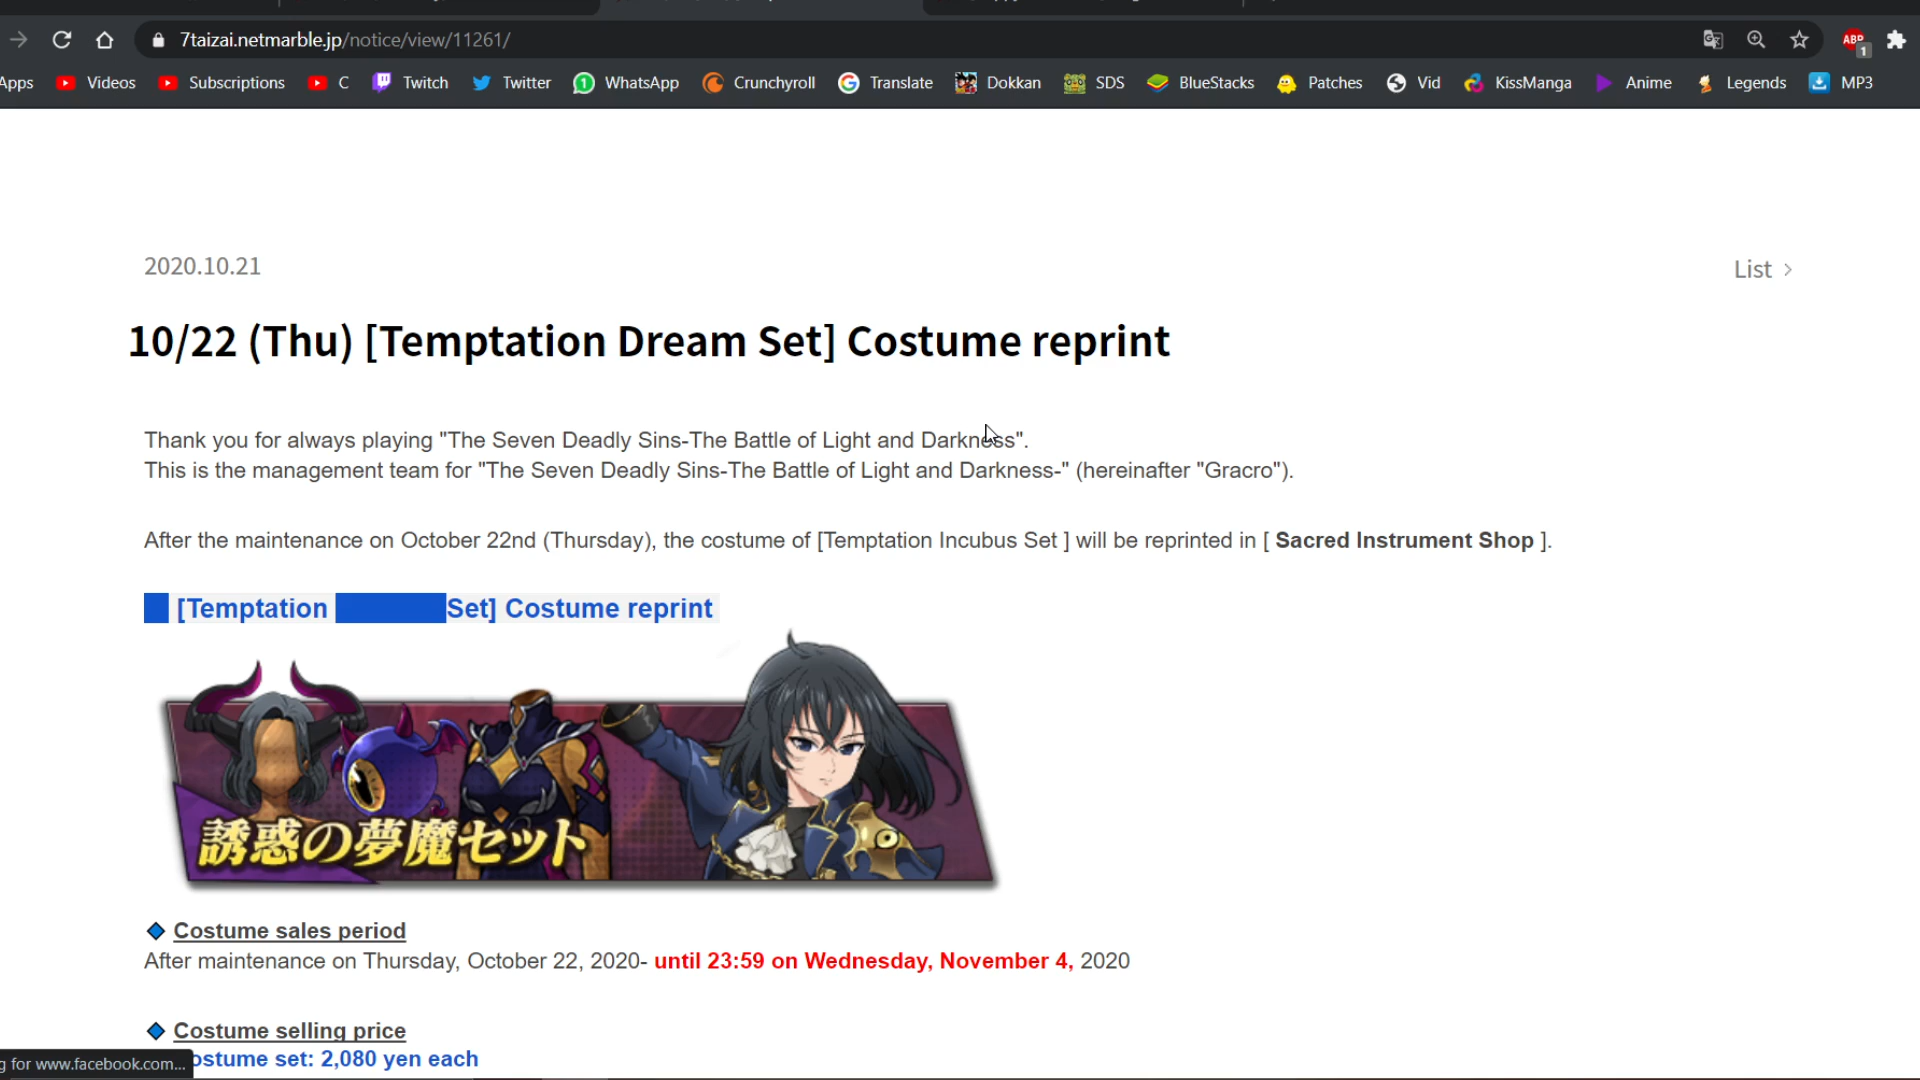 7taizai.netmarble.jp/notice/view/11261/
ABP
1
Apps
Videos
Subscriptions
C
Twitch
Twitter
1
WhatsApp
Crunchyroll
Translate
Dokkan
SDS
BlueStacks
Patches
Vid
KissManga
Anime
Legends
MP3
2020.10.21
List >
10/22 (Thu) [Temptation Dream Set] Costume reprint
Thank you for always playing "The Seven Deadly Sins-The Battle of Light and Darkness".
This is the management team for "The Seven Deadly Sins-The Battle of Light and Darkness-" (hereinafter "Gracro").
After the maintenance on October 22nd (Thursday), the costume of [Temptation Incubus Set ] will be reprinted in [ Sacred Instrument Shop ].
[Temptation Set] Costume reprint
誘惑の夢魔セット
Costume sales period
After maintenance on Thursday, October 22, 2020- until 23:59 on Wednesday, November 4, 2020
Costume selling price
ostume set: 2,080 yen each
g for www.facebook.com...